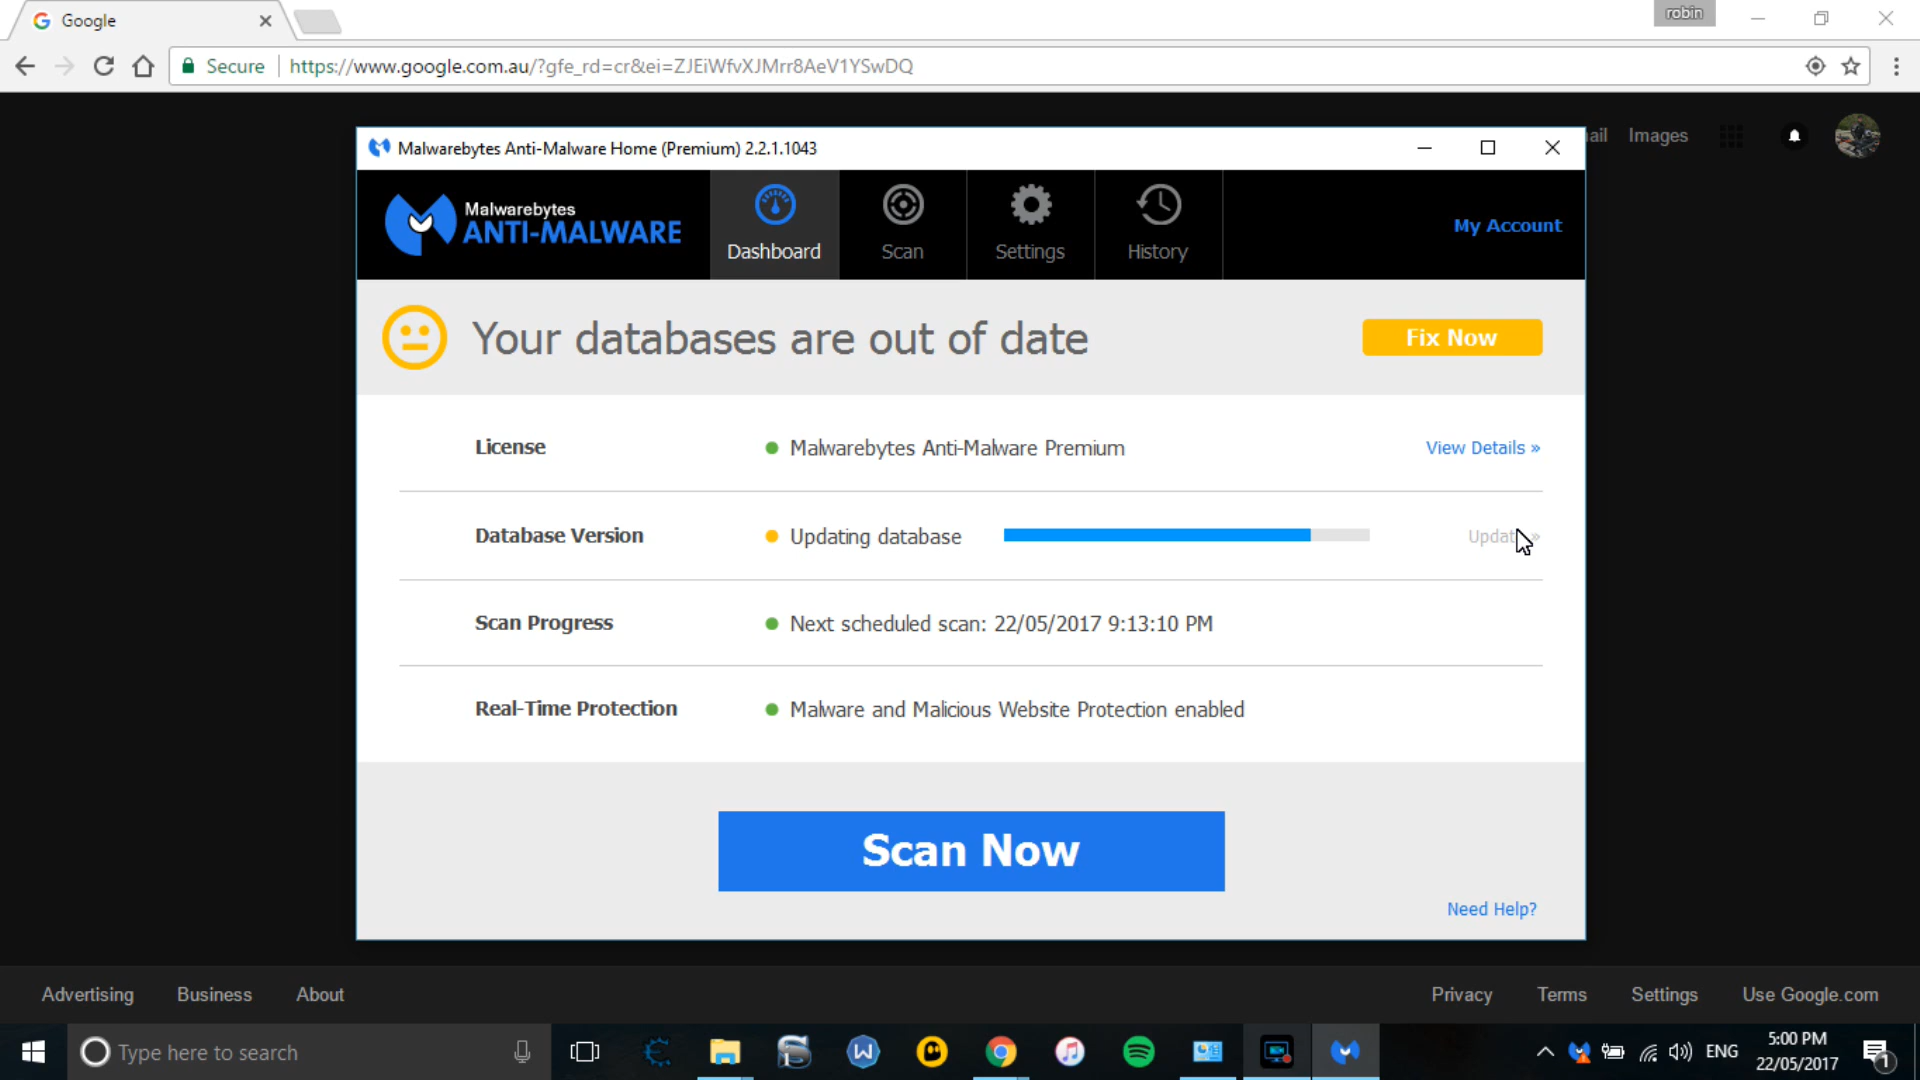 Google
robin
Secure https://www.google.com.au/?gfe_rd=cr&ei=ZJEiWfvXJMrr8AeV1YSwDQ
ail Images
Malwarebytes Anti-Malware Home (Premium) 2.2.1.1043
Malwarebytes
ANTI-MALWARE
Dashboard
Scan
Settings
History
My Account
Your databases are out of date
Fix Now
License
Malwarebytes Anti-Malware Premium
View Details »
Database Version
Updating database
Updat »
Scan Progress
Next scheduled scan: 22/05/2017 9:13:10 PM
Real-Time Protection
Malware and Malicious Website Protection enabled
Scan Now
Need Help?
Advertising Business About
Privacy Terms Settings Use Google.com
Type here to search
ENG
5:00 PM
22/05/2017
1